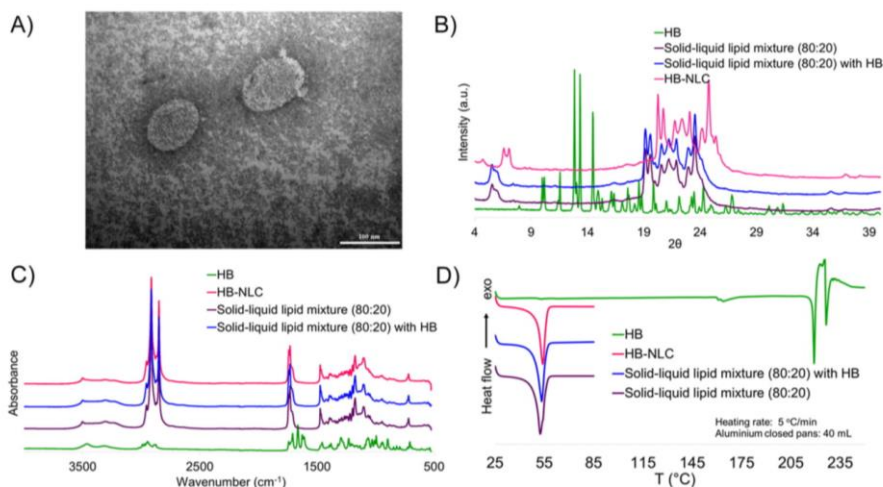 A)
B)
HB
Solid-liquid lipid mixture (80:20)
Solid-liquid lipid mixture (80:20) with HB
HB-NLC
Intensity (a.u.)
4
9
14
19
24
29
34
39
2θ
C)
HB
HB-NLC
Solid-liquid lipid mixture (80:20)
Solid-liquid lipid mixture (80:20) with HB
Absorbance
3500
2500
1500
500
Wavenumber (cm-1)
D)
exo
Heat flow
HB
HB-NLC
Solid-liquid lipid mixture (80:20) with HB
Solid-liquid lipid mixture (80:20)
Heating rate: 5 °C/min
Aluminium closed pans: 40 mL
25
55
85
115
145
175
205
235
T (°C)